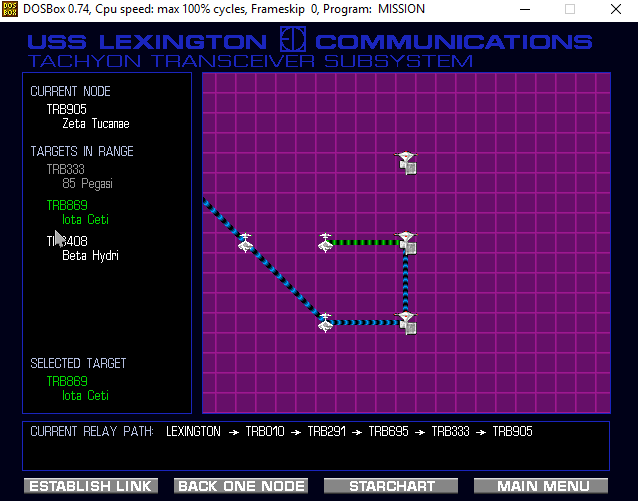 DOS BOX DOSBox 0.74, Cpu speed: max 100% cycles, Frameskip 0, Program: MISSION
USS LEXINGTON COMMUNICATIONS
TACHYON TRANSCEIVER SUBSYSTEM
CURRENT NODE
TRB905
Zeta Tucanae
TARGETS IN RANGE
TRB333
85 Pegasi
TRB869
Iota Ceti
TRB408
Beta Hydri
SELECTED TARGET
TRB869
Iota Ceti
CURRENT RELAY PATH: LEXINGTON → TRB010 → TRB291 → TRB695 → TRB333 → TRB905
ESTABLISH LINK BACK ONE NODE STARCHART MAIN MENU